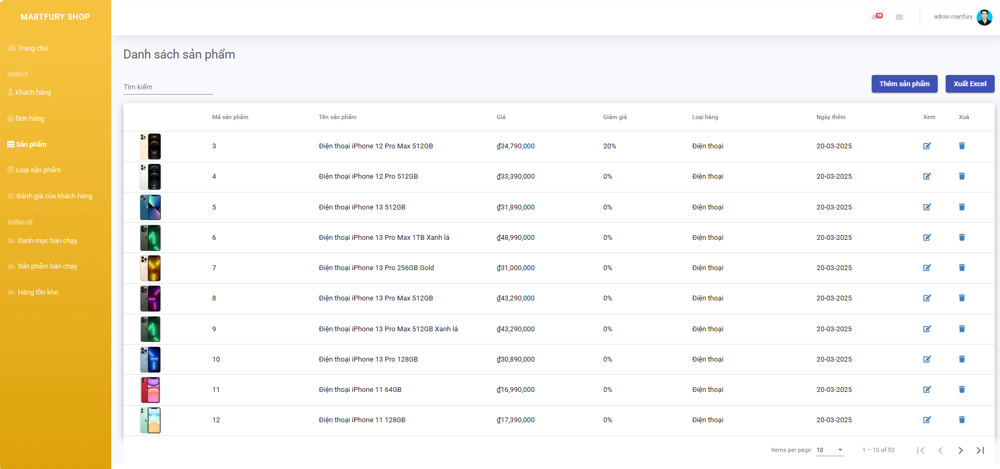 MARTFURY SHOP
13
admin martfury
Trang chủ
QUẢN LÝ
Khách hàng
Đơn hàng
Sản phẩm
Loại sản phẩm
Đánh giá của khách hàng
THỐNG KÊ
Danh mục bán chạy
Sản phẩm bán chạy
Hàng tồn kho
Danh sách sản phẩm
Tìm kiếm
Thêm sản phẩm
Xuất Excel
Mã sản phẩm Tên sản phẩm Giá Giảm giá Loại hàng Ngày thêm Xem Xoá
3 Điện thoại iPhone 12 Pro Max 512GB ₫34,790,000 20% Điện thoại 20-03-2025
4 Điện thoại iPhone 12 Pro 512GB ₫33,390,000 0% Điện thoại 20-03-2025
5 Điện thoại iPhone 13 512GB ₫31,890,000 0% Điện thoại 20-03-2025
6 Điện thoại iPhone 13 Pro Max 1TB Xanh lá ₫48,990,000 0% Điện thoại 20-03-2025
7 Điện thoại iPhone 13 Pro 256GB Gold ₫31,000,000 0% Điện thoại 20-03-2025
8 Điện thoại iPhone 13 Pro Max 512GB ₫43,290,000 0% Điện thoại 20-03-2025
9 Điện thoại iPhone 13 Pro Max 512GB Xanh lá ₫43,290,000 0% Điện thoại 20-03-2025
10 Điện thoại iPhone 13 Pro 128GB ₫30,890,000 0% Điện thoại 20-03-2025
11 Điện thoại iPhone 11 64GB ₫16,990,000 0% Điện thoại 20-03-2025
12 Điện thoại iPhone 11 128GB ₫17,390,000 0% Điện thoại 20-03-2025
Items per page: 10 1 – 10 of 53